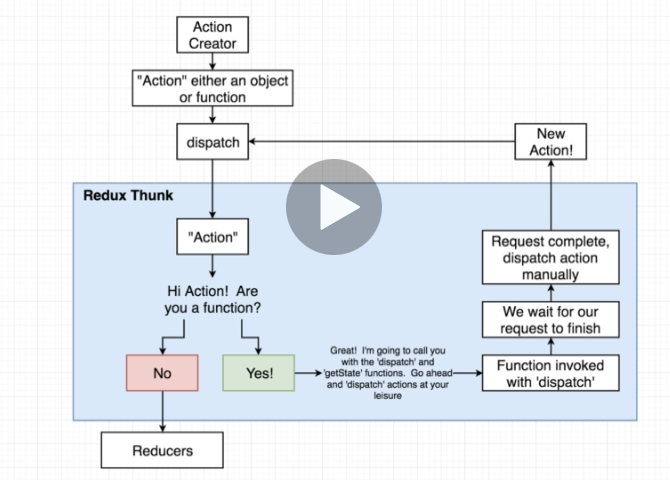 Action
Creator
"Action" either an object
or function
dispatch
New
Action!
Redux Thunk
"Action"
Hi Action!  Are
you a function?
No
Yes!
Great!  I'm going to call you
with the 'dispatch' and
'getState' functions.  Go ahead
and 'dispatch' actions at your
leisure
Request complete,
dispatch action
manually
We wait for our
request to finish
Function invoked
with 'dispatch'
Reducers